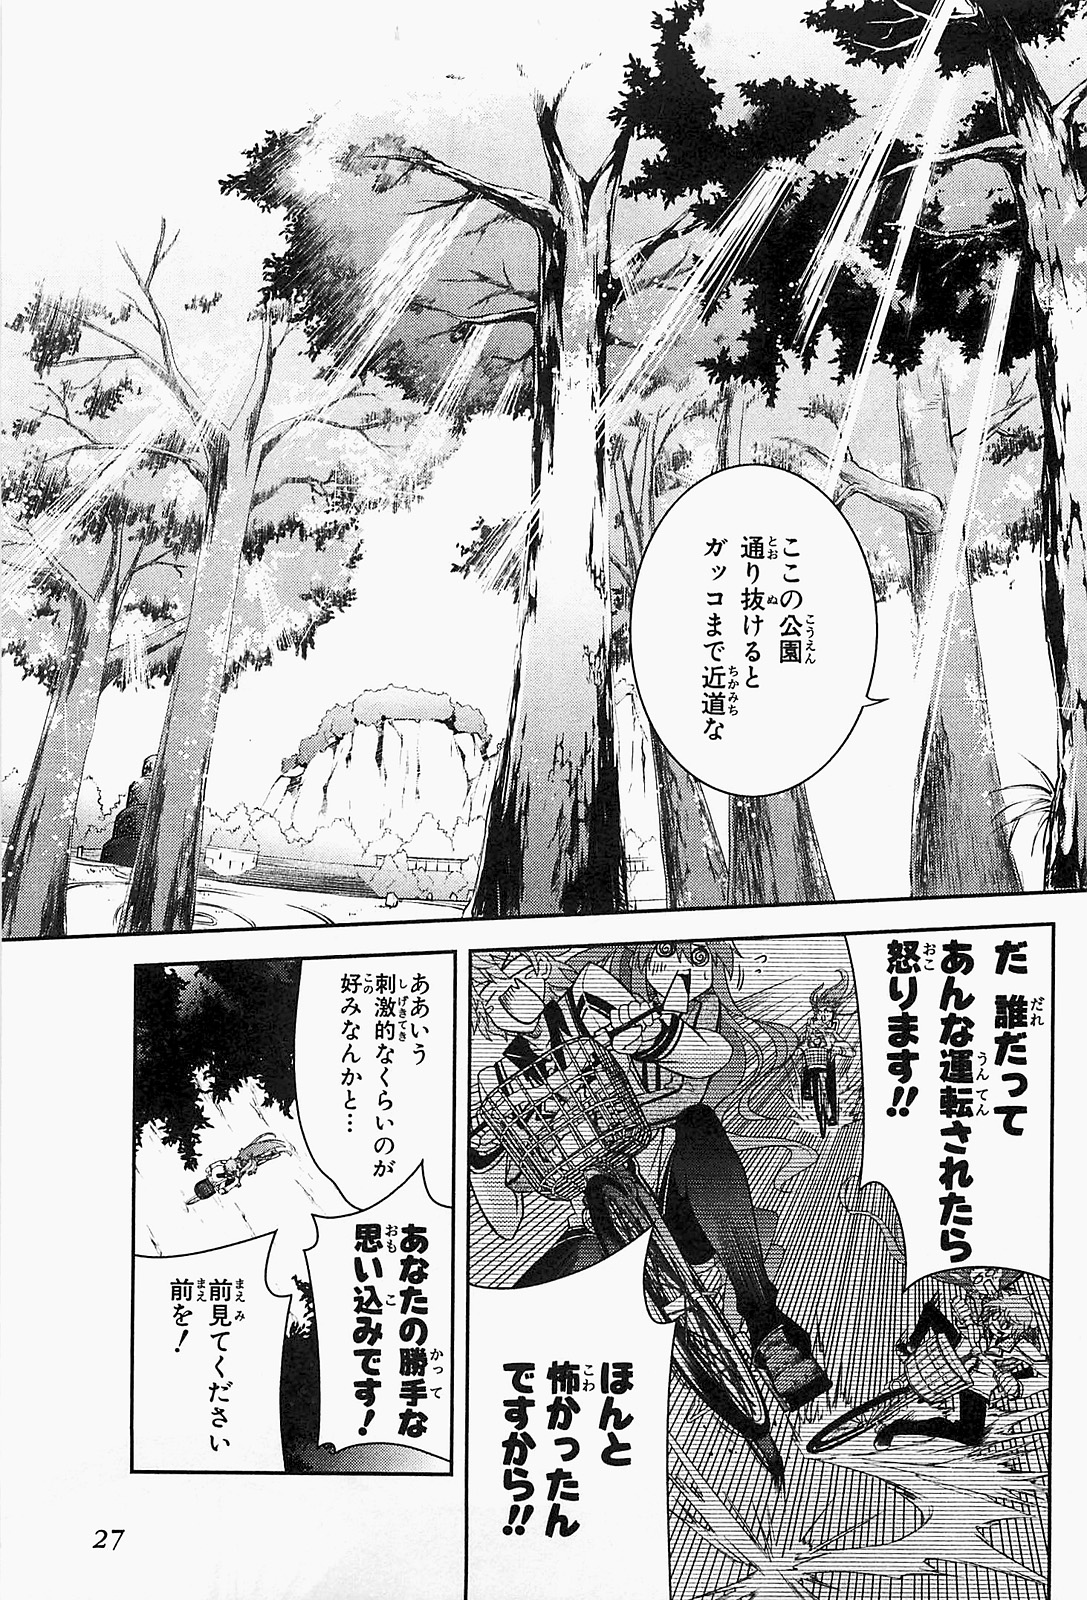 ここの公園
通り抜けると
ガッコまで近道な
だ 誰だって
あんな運転されたら
怒ります!!
ほんと
怖かったん
ですから!!
ああいう
刺激的なくらいのが
好みなんかと…
あなたの勝手な
思い込みです!
前見てください
前を!
27